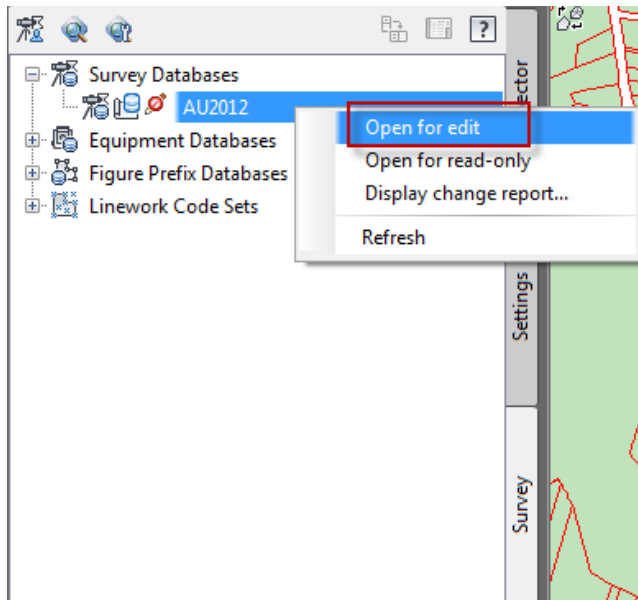 ?
Survey Databases
AU2012
Equipment Databases
Figure Prefix Databases
Linework Code Sets
Open for edit
Open for read-only
Display change report...
Refresh
ctor
Settings
Survey